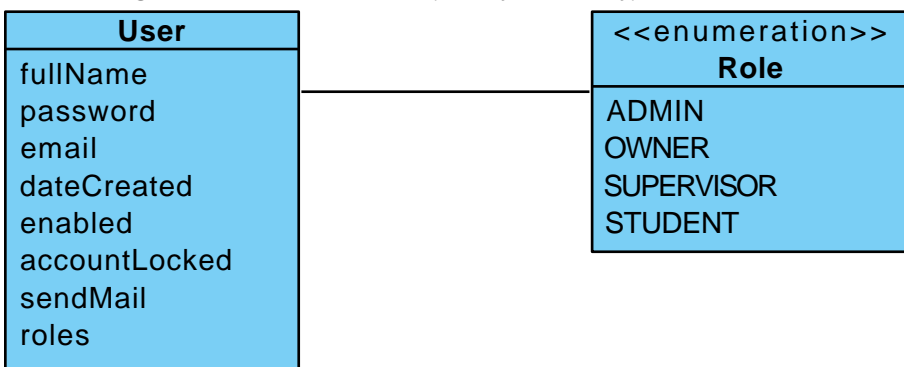 User
fullName
password
email
dateCreated
enabled
accountLocked
sendMail
roles
<<enumeration>>
Role
ADMIN
OWNER
SUPERVISOR
STUDENT